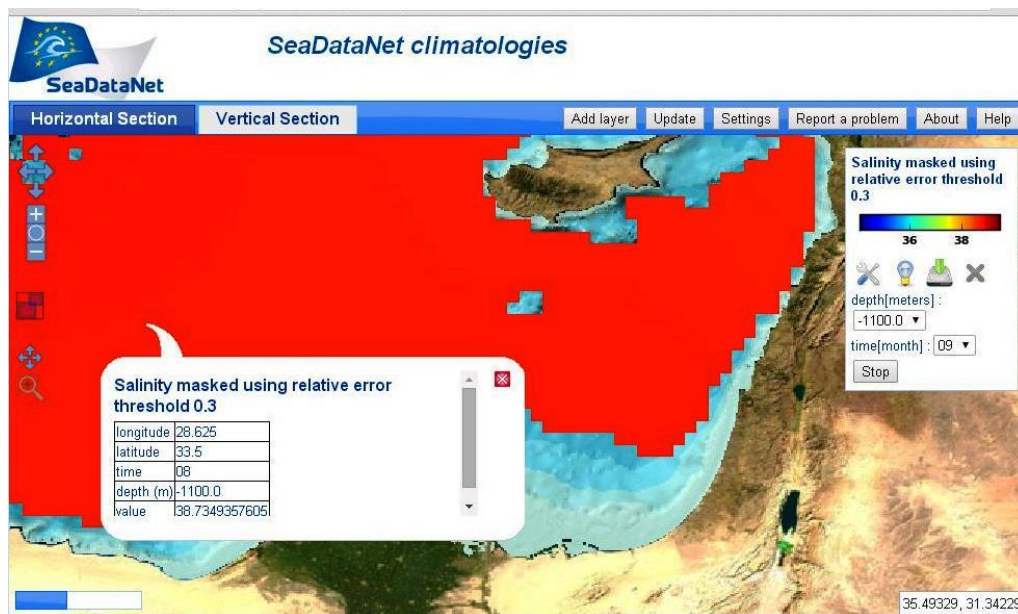 SeaDataNet climatologies
SeaDataNet
Horizontal Section
Vertical Section
Add layer
Update
Settings
Report a problem
About
Help
Salinity masked using
relative error threshold
0.3
36 38
depth[meters] :
-1100.0
time[month] : 09
Stop
Salinity masked using relative error
threshold 0.3
longitude 28.625
latitude 33.5
time 08
depth (m) -1100.0
value 38.7349357605
35.49329, 31.34229